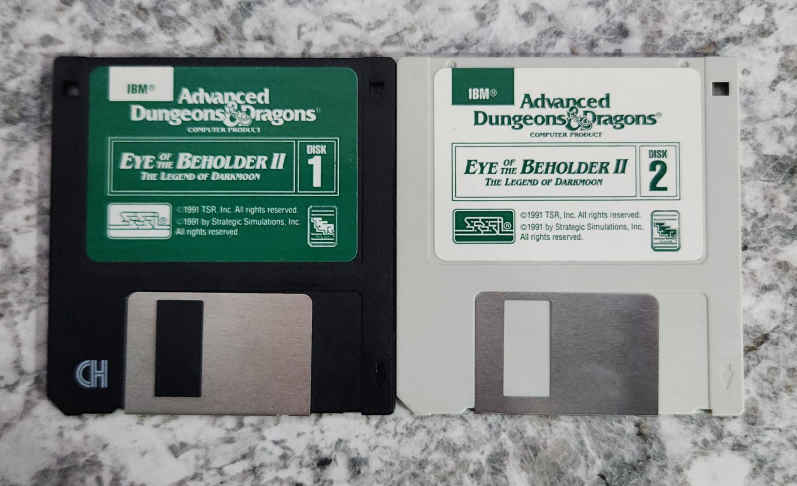 IBM®
Advanced
Dungeons & Dragons®
COMPUTER PRODUCT
EYE OF THE BEHOLDER II
THE LEGEND OF DARKMOON
DISK
1
SSI®
©1991 TSR, Inc. All rights reserved.
©1991 by Strategic Simulations, Inc.
All rights reserved
CH
IBM®
Advanced
Dungeons & Dragons®
COMPUTER PRODUCT
EYE OF THE BEHOLDER II
THE LEGEND OF DARKMOON
DISK
2
SSI®
©1991 TSR, Inc. All rights reserved.
©1991 by Strategic Simulations, Inc.
All rights reserved.